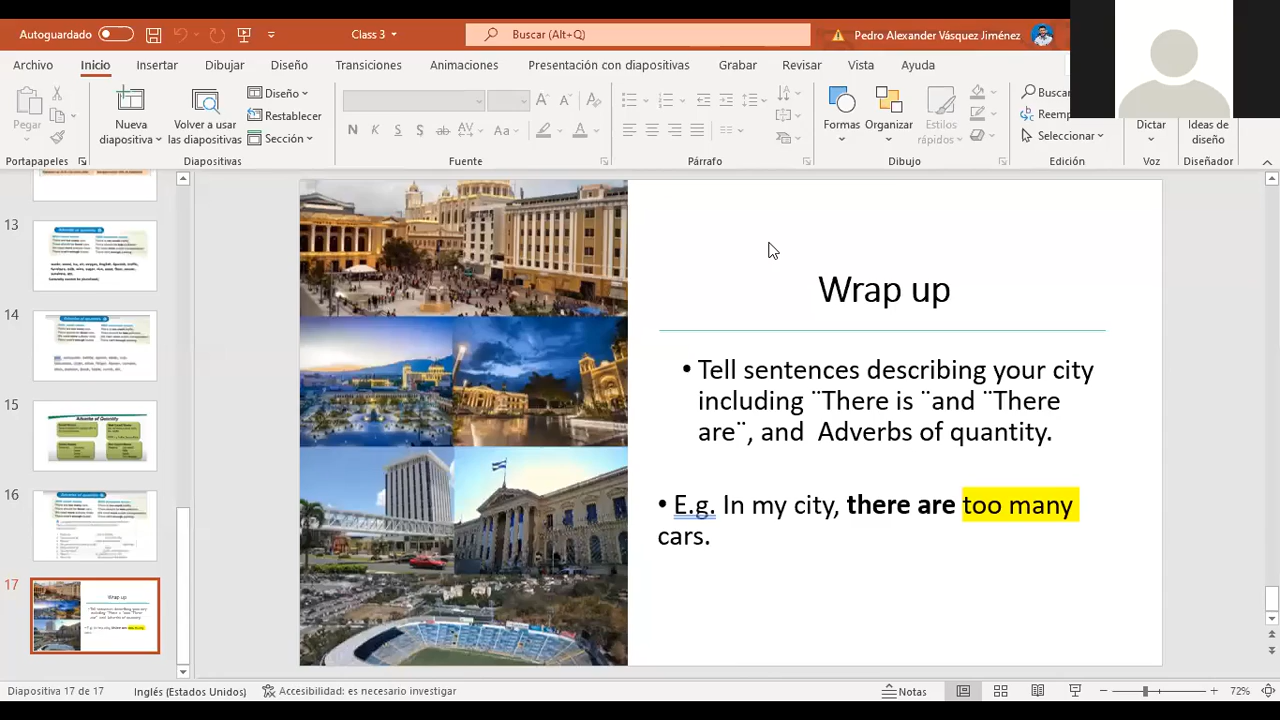 Autoguardado
Class 3
Buscar (Alt+Q)
Pedro Alexander Vásquez Jiménez
Archivo Inicio Insertar Dibujar Diseño Transiciones Animaciones Presentación con diapositivas Grabar Revisar Vista Ayuda
Pegar
Nueva diapositiva
Volver a usar las diapositivas
Diseño
Restablecer
Sección
N K S S ab AV Aa A
Formas
Organizar
Estilos rápidos
Buscar
Reemp
Seleccionar
Dictar
Ideas de diseño
Portapapeles Diapositivas Fuente Párrafo Dibujo Edición Voz Diseñador
13
14
15
16
17
Wrap up
• Tell sentences describing your city
including ¨There is ¨and ¨There
are¨, and Adverbs of quantity.
• E.g. In my city, there are too many
cars.
Diapositiva 17 de 17 Inglés (Estados Unidos) Accesibilidad: es necesario investigar Notas 72%